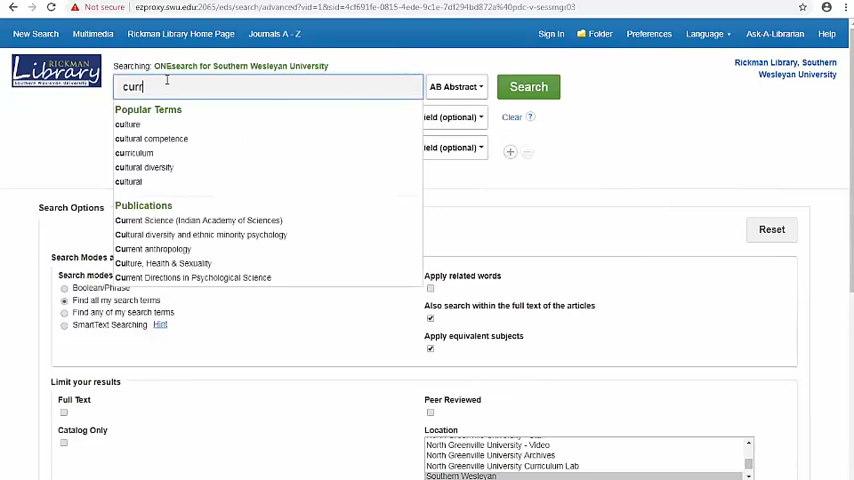 Not secure | ezproxy.swu.edu:2065/eds/search/advanced?vid=1&sid=4cf691fe-0815-4ede-9c1e-7df294bd872a%40pdc-v-sessmgr03
New Search Multimedia Rickman Library Home Page Journals A - Z Sign In Folder Preferences Language Ask-A-Librarian Help
RICKMAN
Library
SOUTHERN WESLEYAN UNIVERSITY
Searching: ONEsearch for Southern Wesleyan University
Rickman Library, Southern
Wesleyan University
curr AB Abstract Search
Popular Terms
culture
cultural competence
curriculum
cultural diversity
cultural
ield (optional) Clear ?
ield (optional)
Publications
Current Science (Indian Academy of Sciences)
Cultural diversity and ethnic minority psychology
Current anthropology
Culture, Health & Sexuality
Current Directions in Psychological Science
Search Options
Reset
Search Modes a
Search modes
Boolean/Phrase
Find all my search terms
Find any of my search terms
SmartText Searching Hint
Apply related words
Also search within the full text of the articles
Apply equivalent subjects
Limit your results
Full Text
Peer Reviewed
Catalog Only
Location
North Greenville University - Video
North Greenville University Archives
North Greenville University Curriculum Lab
Southern Wesleyan